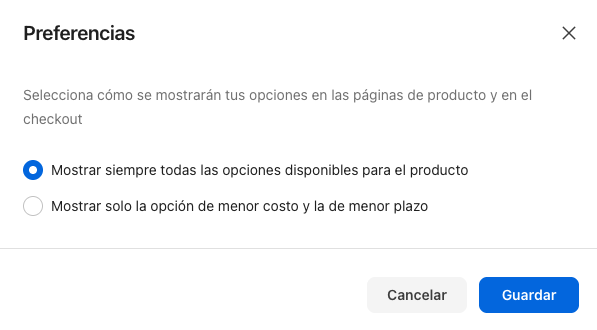 Preferencias
Selecciona cómo se mostrarán tus opciones en las páginas de producto y en el
checkout
Mostrar siempre todas las opciones disponibles para el producto
Mostrar solo la opción de menor costo y la de menor plazo
Cancelar
Guardar